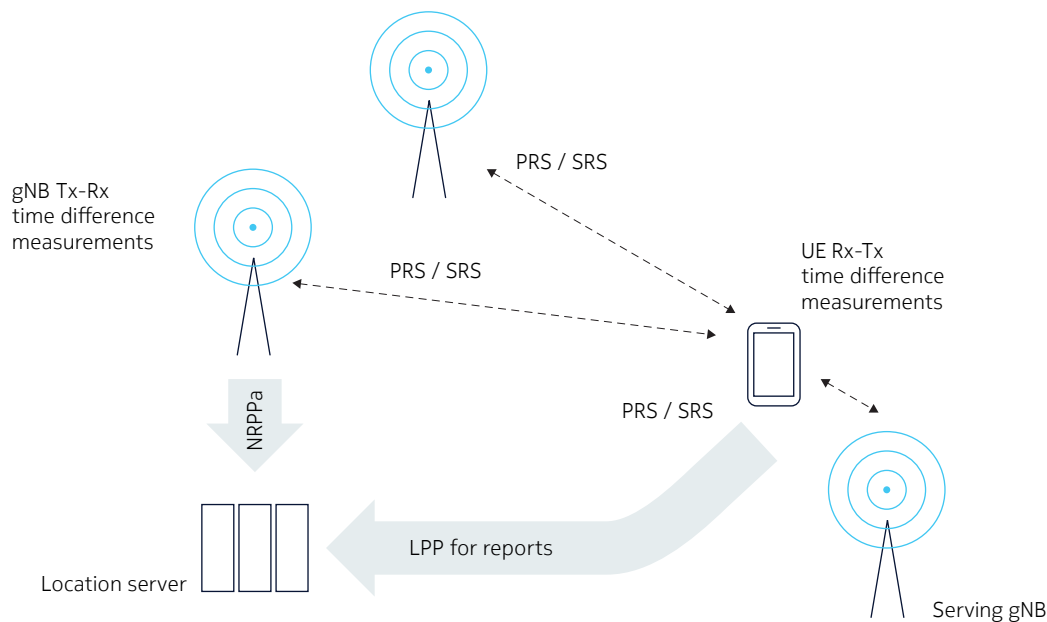 PRS / SRS
gNB Tx-Rx
time difference
measurements
PRS / SRS
UE Rx-Tx
time difference
measurements
PRS / SRS
NRPPa
LPP for reports
Location server
Serving gNB